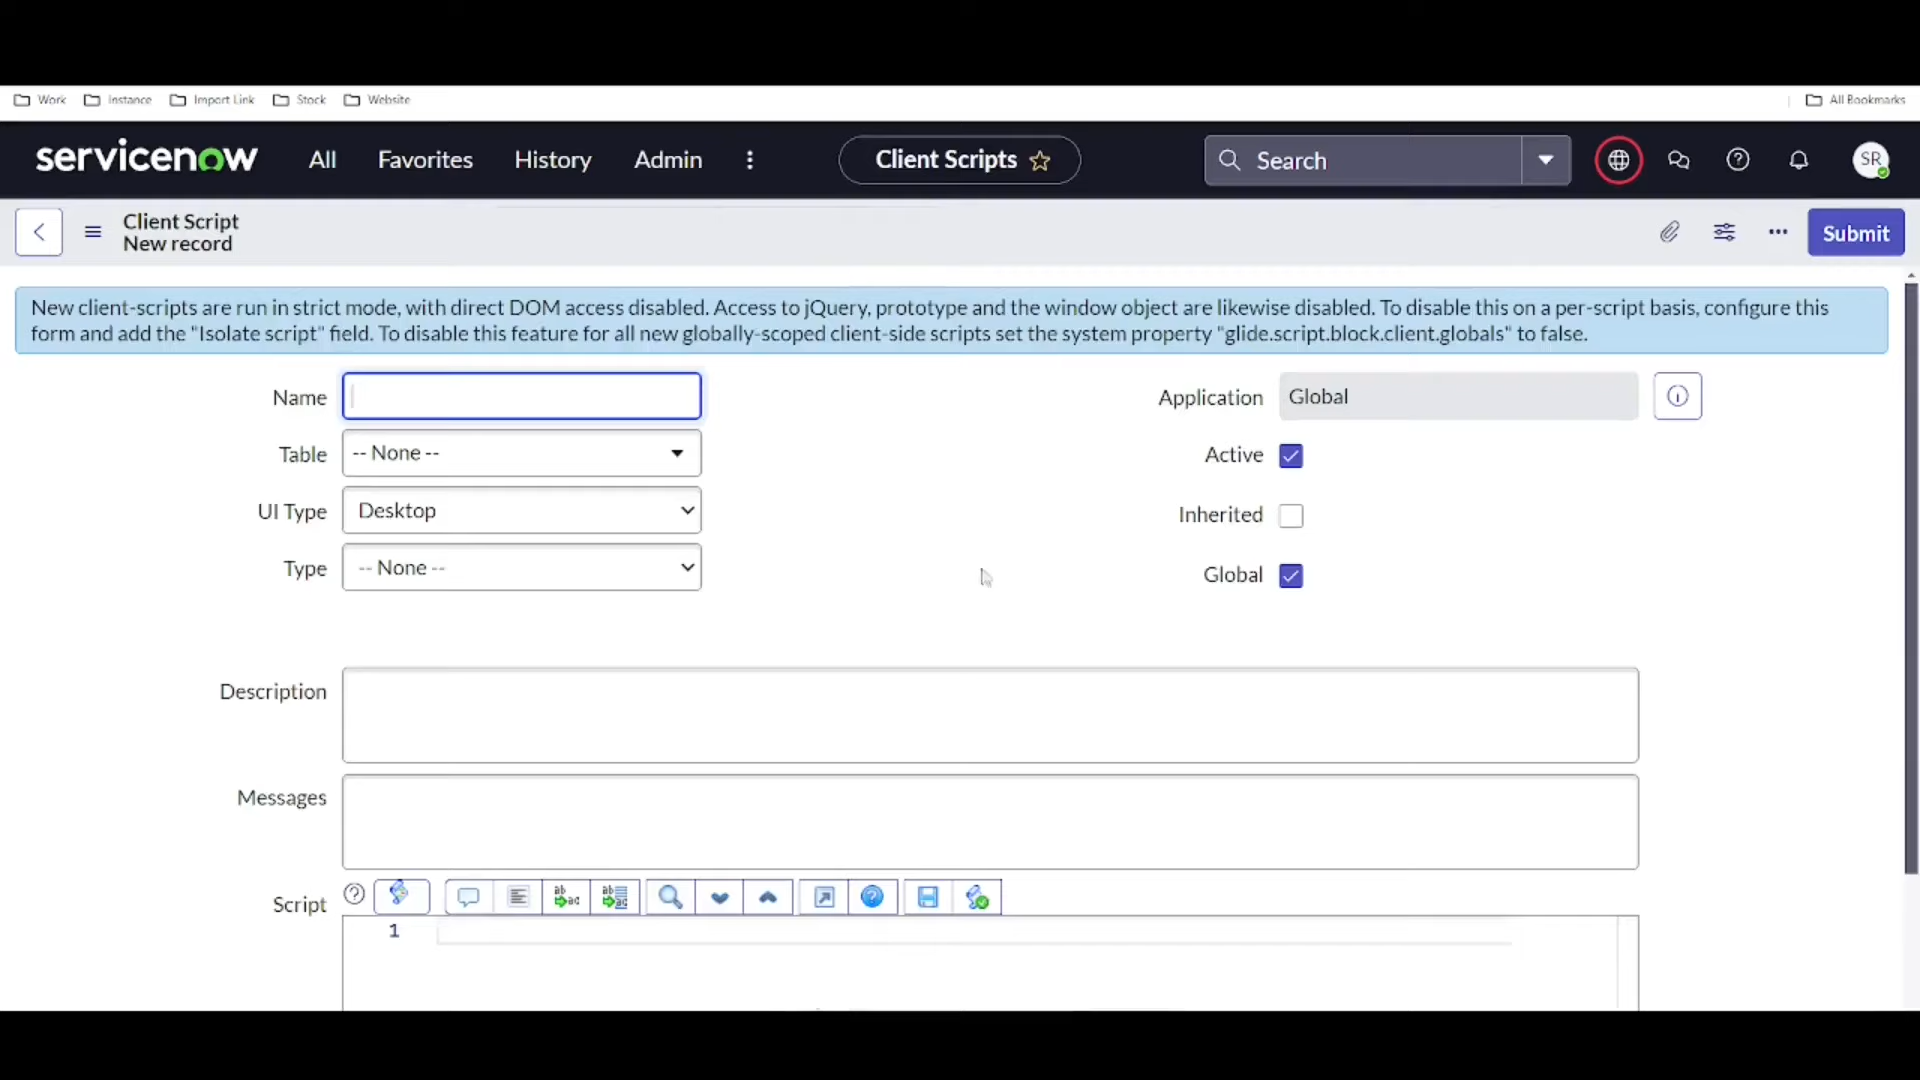 Work Instance Import Link Stock Website All Bookmarks
servicenow All Favorites History Admin Client Scripts Search SR
Client Script
New record
Submit
New client-scripts are run in strict mode, with direct DOM access disabled. Access to jQuery, prototype and the window object are likewise disabled. To disable this on a per-script basis, configure this
form and add the "Isolate script" field. To disable this feature for all new globally-scoped client-side scripts set the system property "glide.script.block.client.globals" to false.
Name Application Global
Table -- None -- Active
UI Type Desktop Inherited
Type -- None -- Global
Description
Messages
Script
1